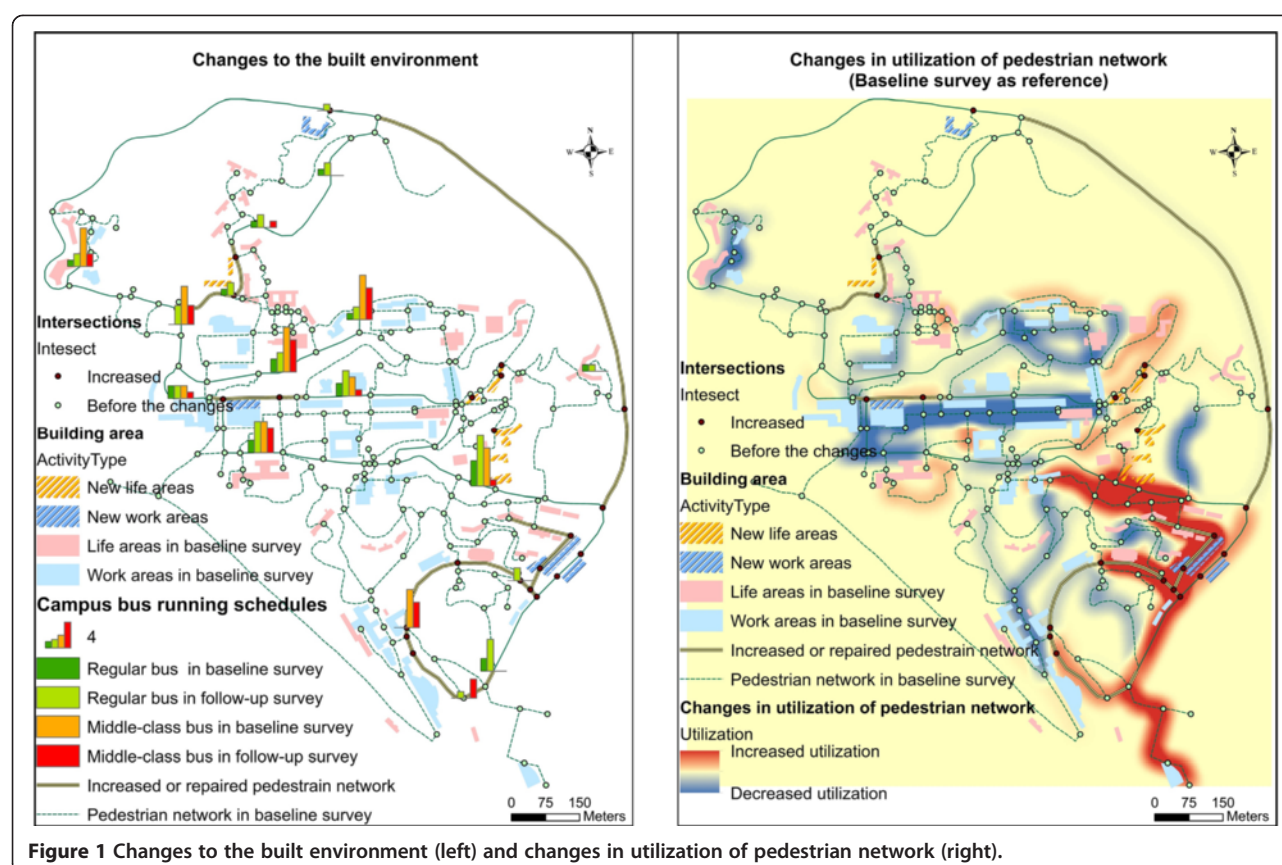 Changes to the built environment
N
W
E
S
Intersections
Intesect
Increased
Before the changes
Building area
ActivityType
New life areas
New work areas
Life areas in baseline survey
Work areas in baseline survey
Campus bus running schedules
4
Regular bus in baseline survey
Regular bus in follow-up survey
Middle-class bus in baseline survey
Middle-class bus in follow-up survey
Increased or repaired pedestrain network
Pedestrian network in baseline survey
0 75 150
Meters
Changes in utilization of pedestrian network
(Baseline survey as reference)
N
W
E
S
Intersections
Intesect
Increased
Before the changes
Building area
ActivityType
New life areas
New work areas
Life areas in baseline survey
Work areas in baseline survey
Increased or repaired pedestrain network
Pedestrian network in baseline survey
Changes in utilization of pedestrian network
Utilization
Increased utilization
Decreased utilization
0 75 150
Meters
Figure 1 Changes to the built environment (left) and changes in utilization of pedestrian network (right).